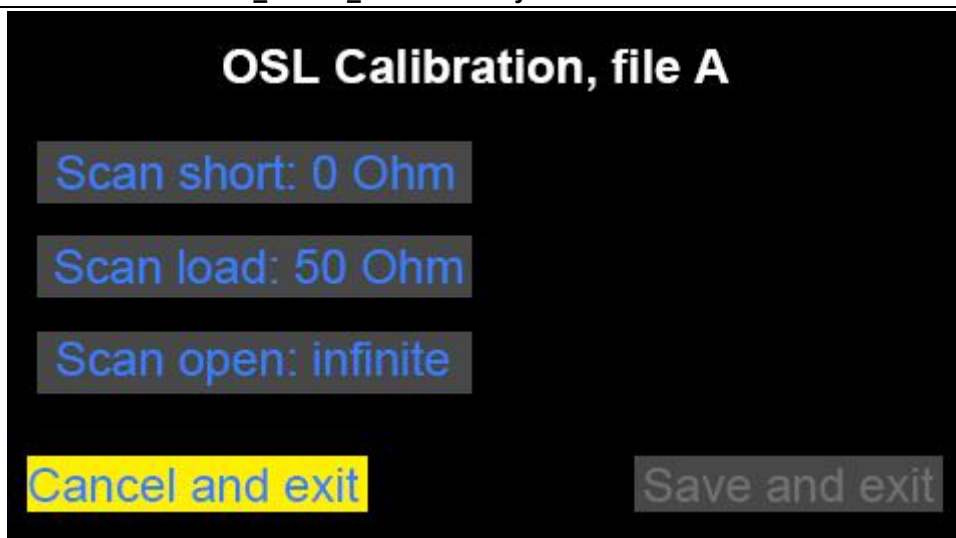 OSL Calibration, file A
Scan short: 0 Ohm
Scan load: 50 Ohm
Scan open: infinite
Cancel and exit
Save and exit